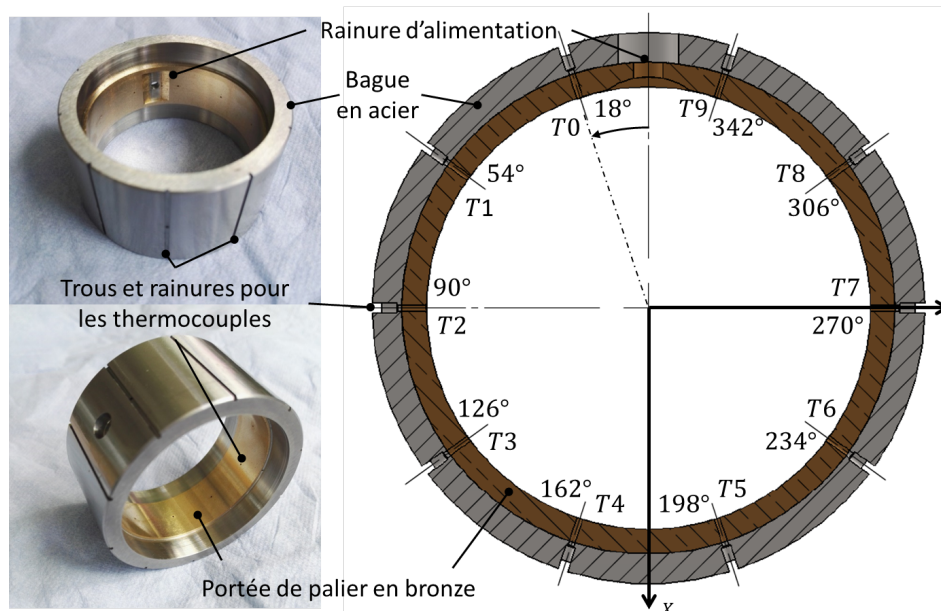 Rainure d'alimentation
Bague
en acier
T0
18°
T9
342°
54°
T1
T8
306°
Trous et rainures pour
les thermocouples
90°
T2
T7
270°
126°
T3
T6
234°
162°
T4
198°
T5
Portée de palier en bronze
X